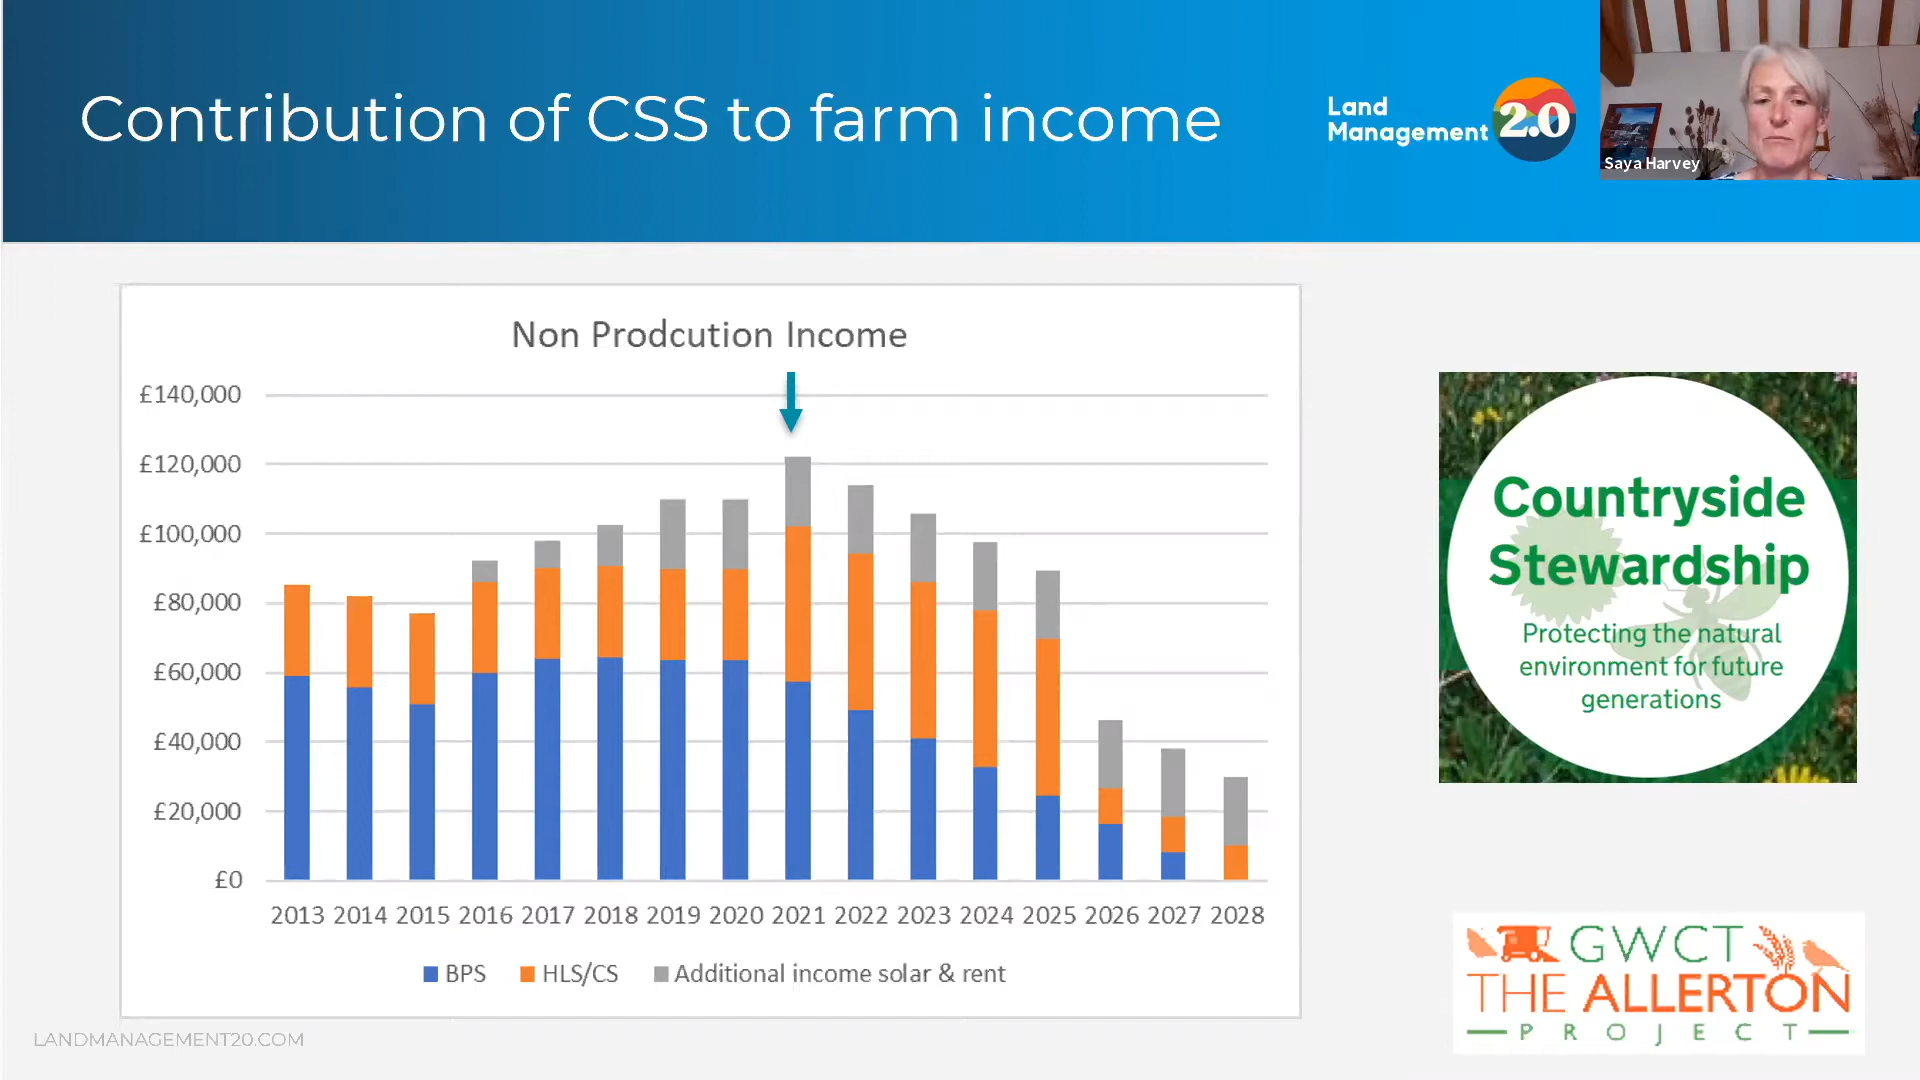 Contribution of CSS to farm income
Land
Management
2.0
Saya Harvey
Non Prodcution Income
£140,000
£120,000
£100,000
£80,000
£60,000
£40,000
£20,000
£0
2013 2014 2015 2016 2017 2018 2019 2020 2021 2022 2023 2024 2025 2026 2027 2028
BPS HLS/CS Additional income solar & rent
Countryside
Stewardship
Protecting the natural
environment for future
generations
GWCT
THE ALLERTON
PROJECT
LANDMANAGEMENT20.COM